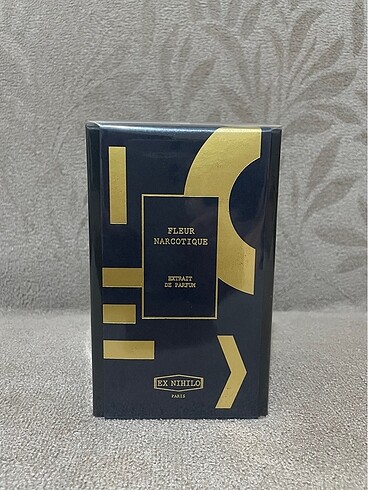 FLEUR
NARCOTIQUE
EXTRAIT
DE PARFUM
EX NIHILO
PARIS